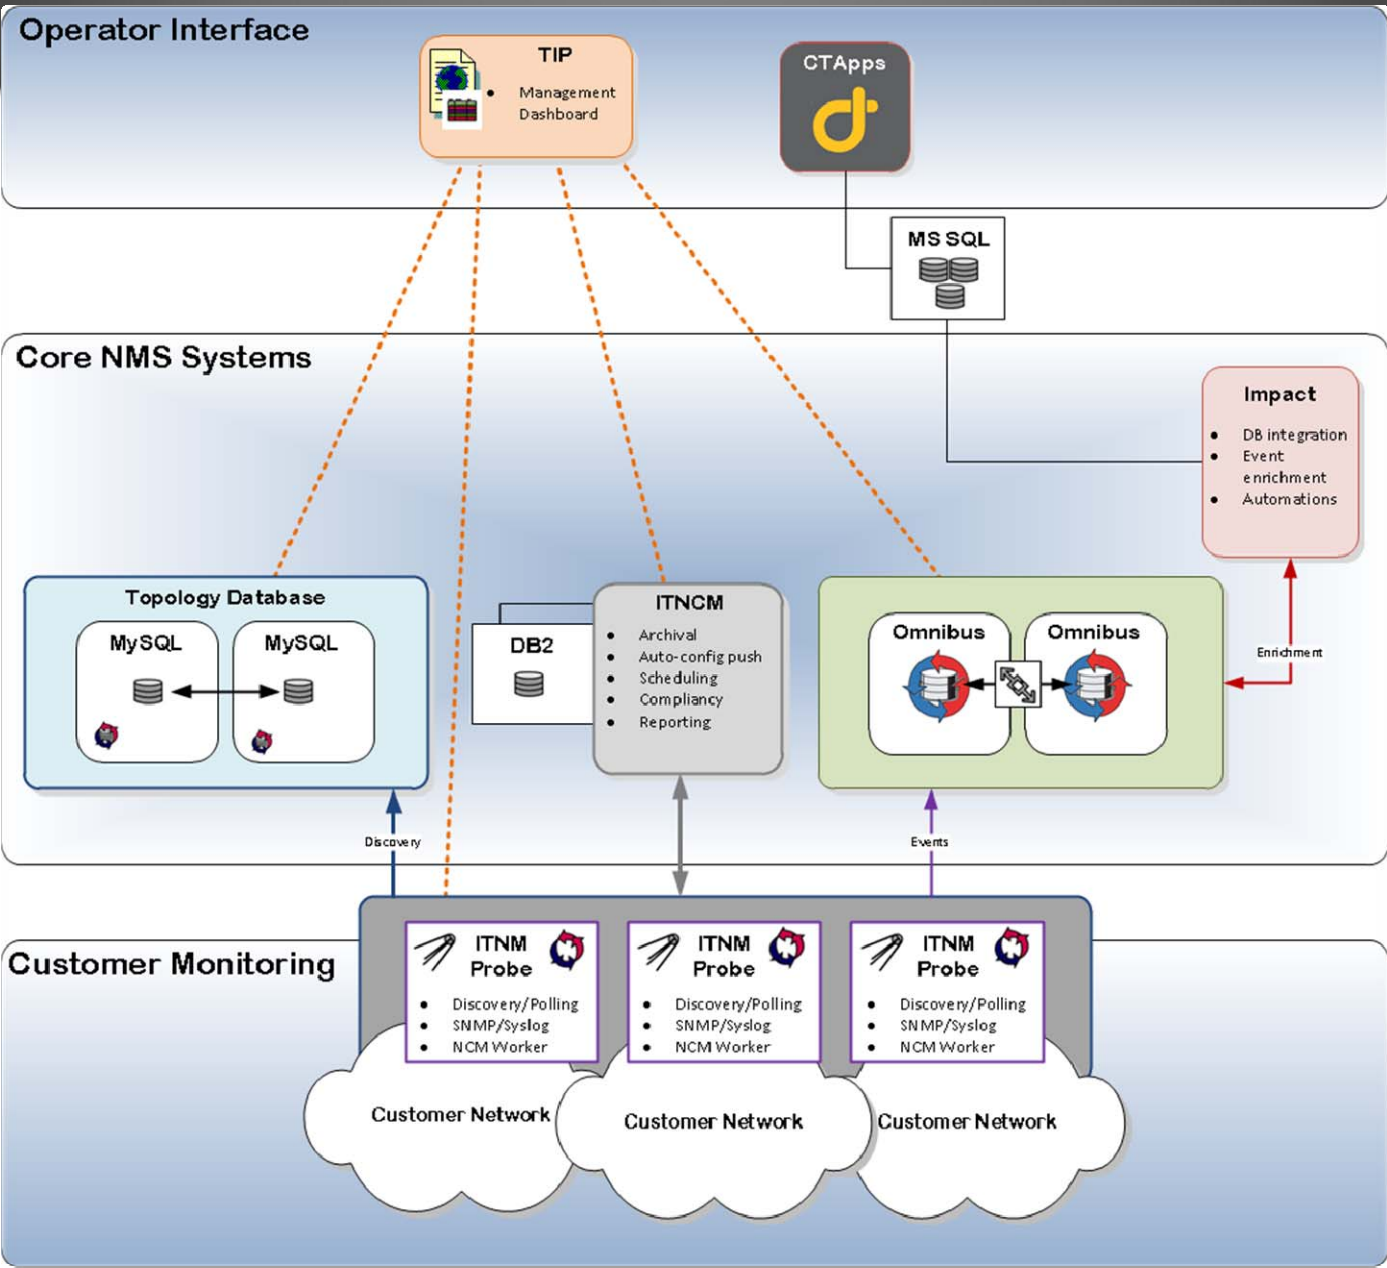 Operator Interface
TIP
• Management
Dashboard
CTApps
MS SQL
Core NMS Systems
Impact
• DB integration
• Event
enrichment
• Automations
Topology Database
MySQL
MySQL
DB2
ITNCM
• Archival
• Auto-config push
• Scheduling
• Compliancy
• Reporting
Omnibus
Omnibus
Enrichment
Discovery
Events
Customer Monitoring
ITNM
Probe
• Discovery/Polling
• SNMP/Syslog
• NCM Worker
ITNM
Probe
• Discovery/Polling
• SNMP/Syslog
• NCM Worker
ITNM
Probe
• Discovery/Polling
• SNMP/Syslog
• NCM Worker
Customer Network
Customer Network
Customer Network